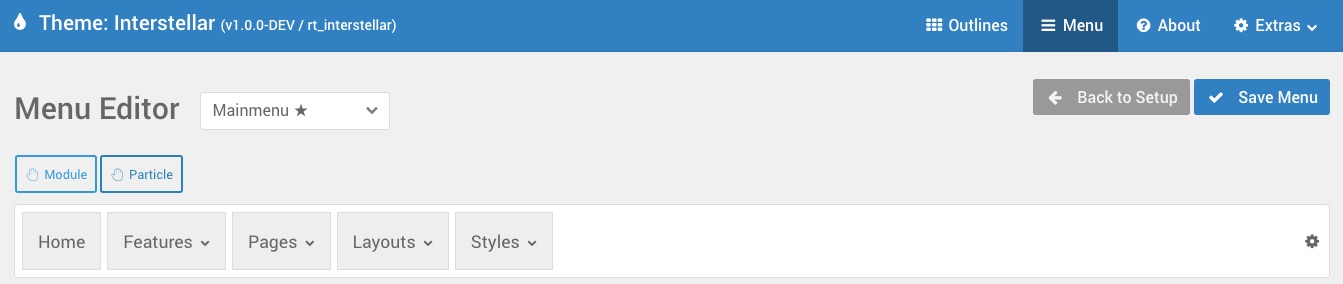 Theme: Interstellar (v1.0.0-DEV / rt_interstellar)
Outlines
Menu
About
Extras
Menu Editor
Mainmenu ★
Back to Setup
Save Menu
Module
Particle
Home
Features
Pages
Layouts
Styles